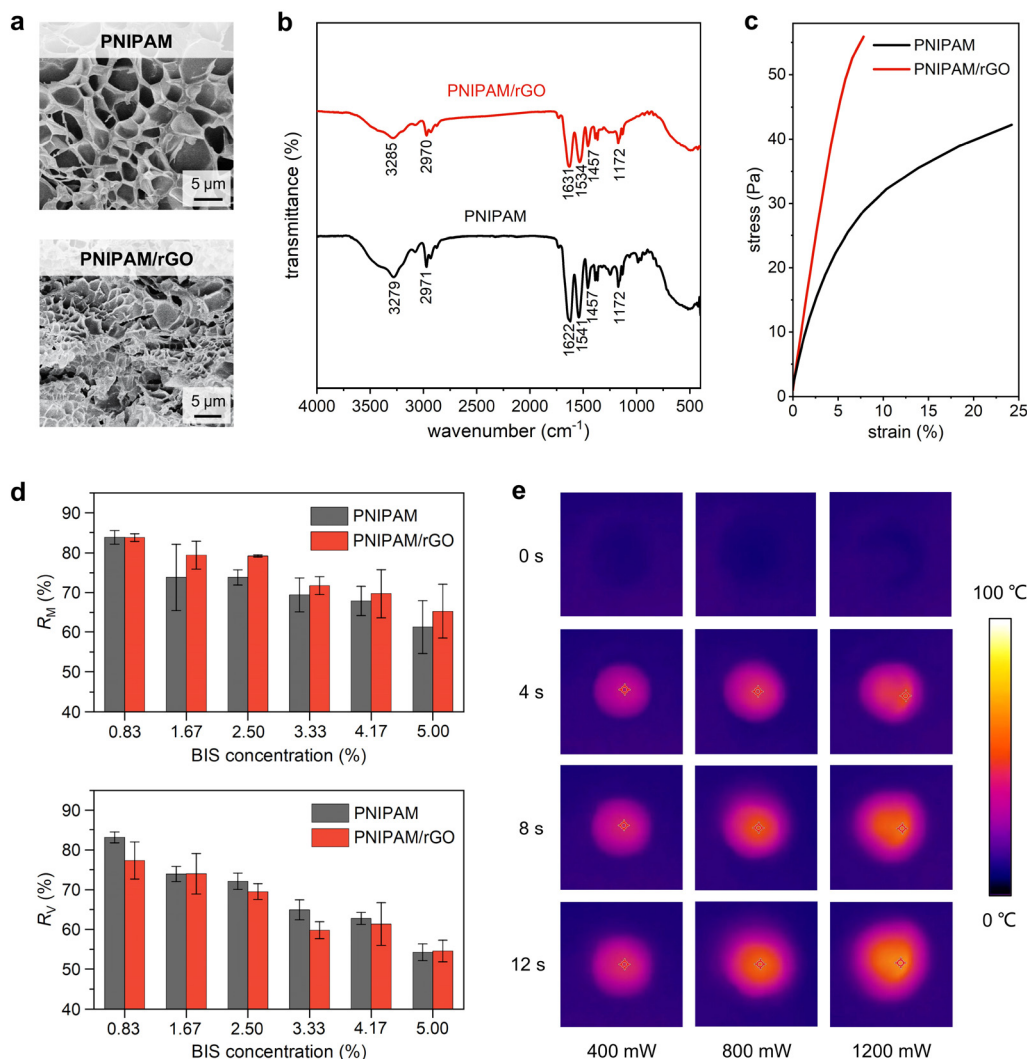 a
PNIPAM
5 μm
PNIPAM/rGO
5 μm
b
transmittance (%)
PNIPAM/rGO
3285
2970
1631
1534
1457
1172
PNIPAM
3279
2971
1622
1541
1457
1172
4000 3500 3000 2500 2000 1500 1000 500
wavenumber (cm⁻¹)
c
PNIPAM
PNIPAM/rGO
stress (Pa)
50
40
30
20
10
0
0 5 10 15 20 25
strain (%)
d
PNIPAM
PNIPAM/rGO
R_M (%)
90
80
70
60
50
40
0.83 1.67 2.50 3.33 4.17 5.00
BIS concentration (%)
PNIPAM
PNIPAM/rGO
R_V (%)
90
80
70
60
50
40
0.83 1.67 2.50 3.33 4.17 5.00
BIS concentration (%)
e
0 s
4 s
8 s
12 s
400 mW 800 mW 1200 mW
100 ℃
0 ℃